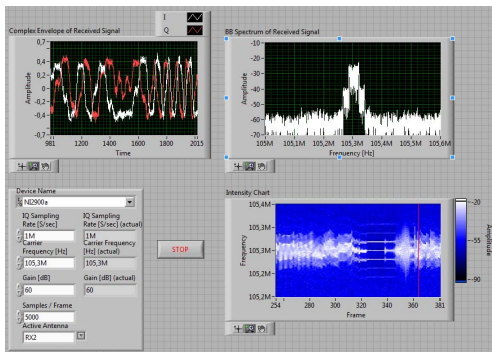 I
Q
Complex Envelope of Received Signal
0,7
0,4
0,2
0
-0,2
-0,4
-0,7
Amplitude
981 1200 1400 1600 1800 2015
Time
BB Spectrum of Received Signal
-10
-20
-30
-40
-50
-60
-70
Amplitude
105M 105,1M 105,2M 105,3M 105,4M 105,5M 105,6M
Frequency [Hz]
Device Name
NI2900a
IQ Sampling Rate [S/sec]
1M
IQ Sampling Rate [S/sec] (actual)
1M
Carrier Frequency [Hz]
105,3M
Carrier Frequency [Hz] (actual)
105,3M
Gain [dB]
60
Gain [dB] (actual)
60
Samples / Frame
5000
Active Antenna
RX2
STOP
Intensity Chart
105,4M
105,3M
105,3M
105,3M
105,2M
Frequency
254 280 300 320 340 360 381
Frame
-20
-55
-90
Amplitude